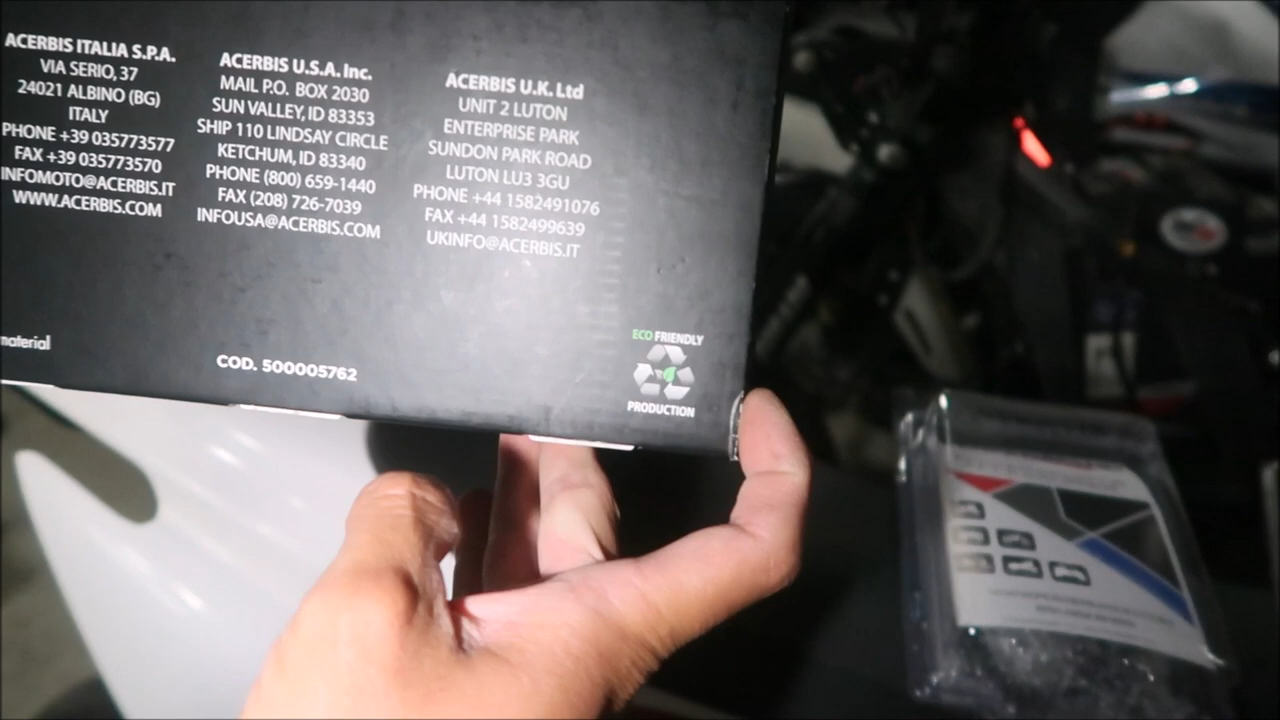 ACERBIS ITALIA S.P.A.
VIA SERIO, 37
24021 ALBINO (BG)
ITALY
PHONE +39 035773577
FAX +39 035773570
INFOMOTO@ACERBIS.IT
WWW.ACERBIS.COM
ACERBIS U.S.A. Inc.
MAIL P.O. BOX 2030
SUN VALLEY, ID 83353
SHIP 110 LINDSAY CIRCLE
KETCHUM, ID 83340
PHONE (800) 659-1440
FAX (208) 726-7039
INFOUSA@ACERBIS.COM
ACERBIS U.K. Ltd
UNIT 2 LUTON
ENTERPRISE PARK
SUNDON PARK ROAD
LUTON LU3 3GU
PHONE +44 1582491076
FAX +44 1582499639
UKINFO@ACERBIS.IT
material
COD. 500005762
ECO FRIENDLY
PRODUCTION